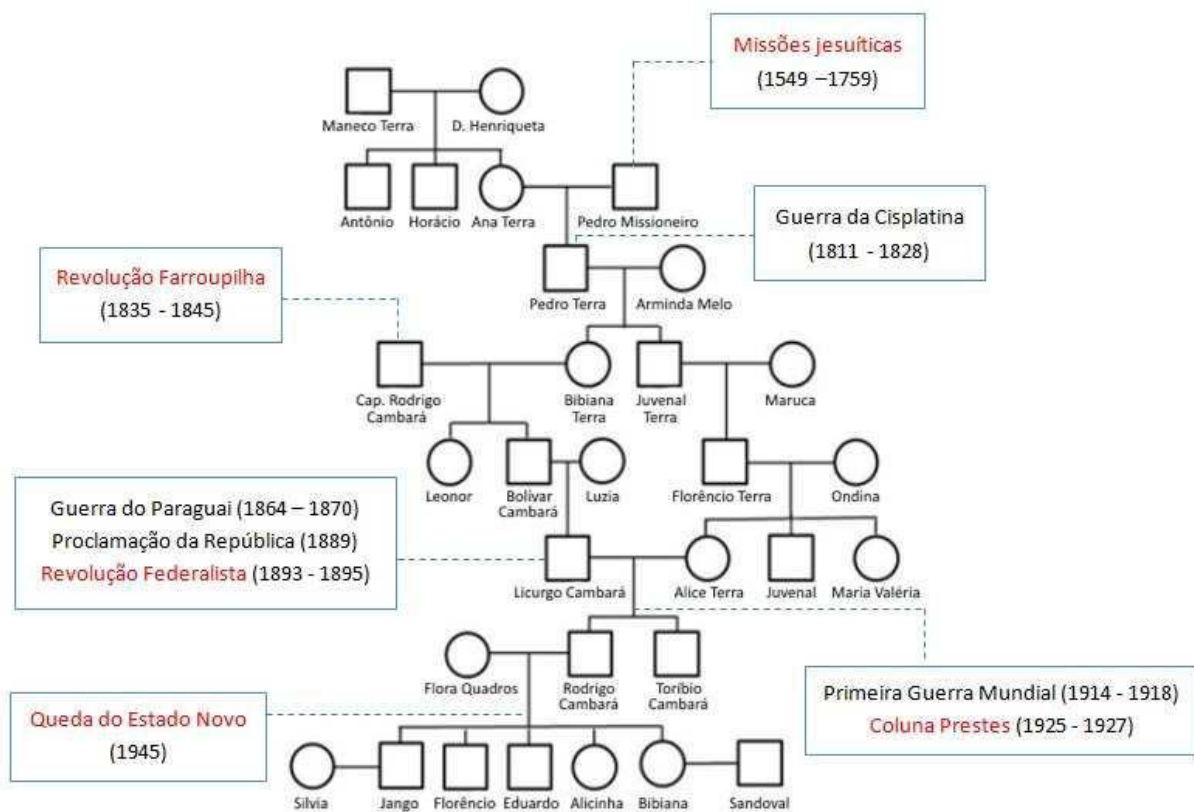 Missões jesuíticas
(1549 –1759)
Maneco Terra
D. Henriqueta
Antônio
Horácio
Ana Terra
Pedro Missioneiro
Guerra da Cisplatina
(1811 - 1828)
Revolução Farroupilha
(1835 - 1845)
Pedro Terra
Arminda Melo
Cap. Rodrigo
Cambará
Bibiana
Terra
Juvenal
Terra
Maruca
Leonor
Bolívar
Cambará
Luzia
Florêncio Terra
Ondina
Guerra do Paraguai (1864 – 1870)
Proclamação da República (1889)
Revolução Federalista (1893 - 1895)
Licurgo Cambará
Alice Terra
Juvenal
Maria Valéria
Flora Quadros
Rodrigo
Cambará
Toríbio
Cambará
Primeira Guerra Mundial (1914 - 1918)
Coluna Prestes (1925 - 1927)
Queda do Estado Novo
(1945)
Silvia
Jango
Florêncio
Eduardo
Alicinha
Bibiana
Sandoval